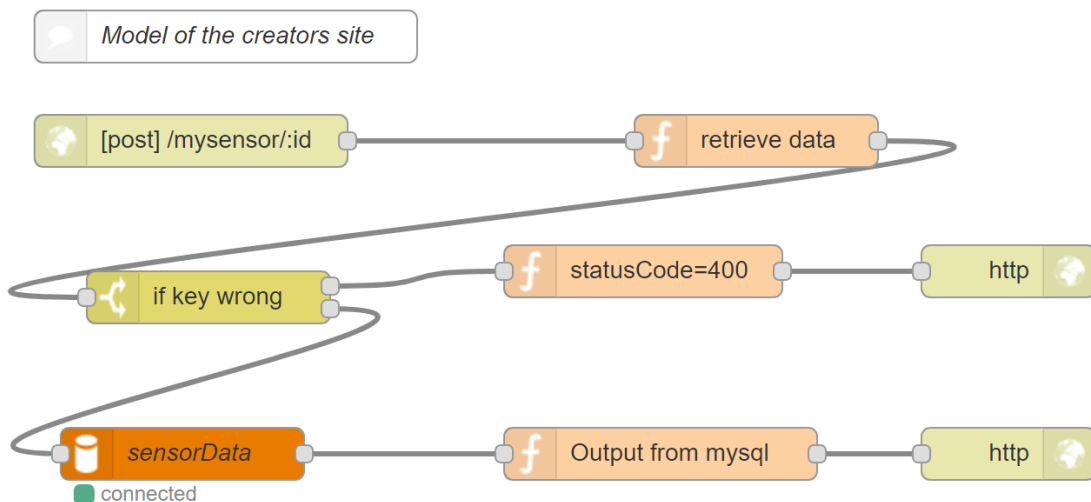 Model of the creators site
[post] /mysensor/:id
retrieve data
if key wrong
statusCode=400
http
sensorData
Output from mysql
http
connected